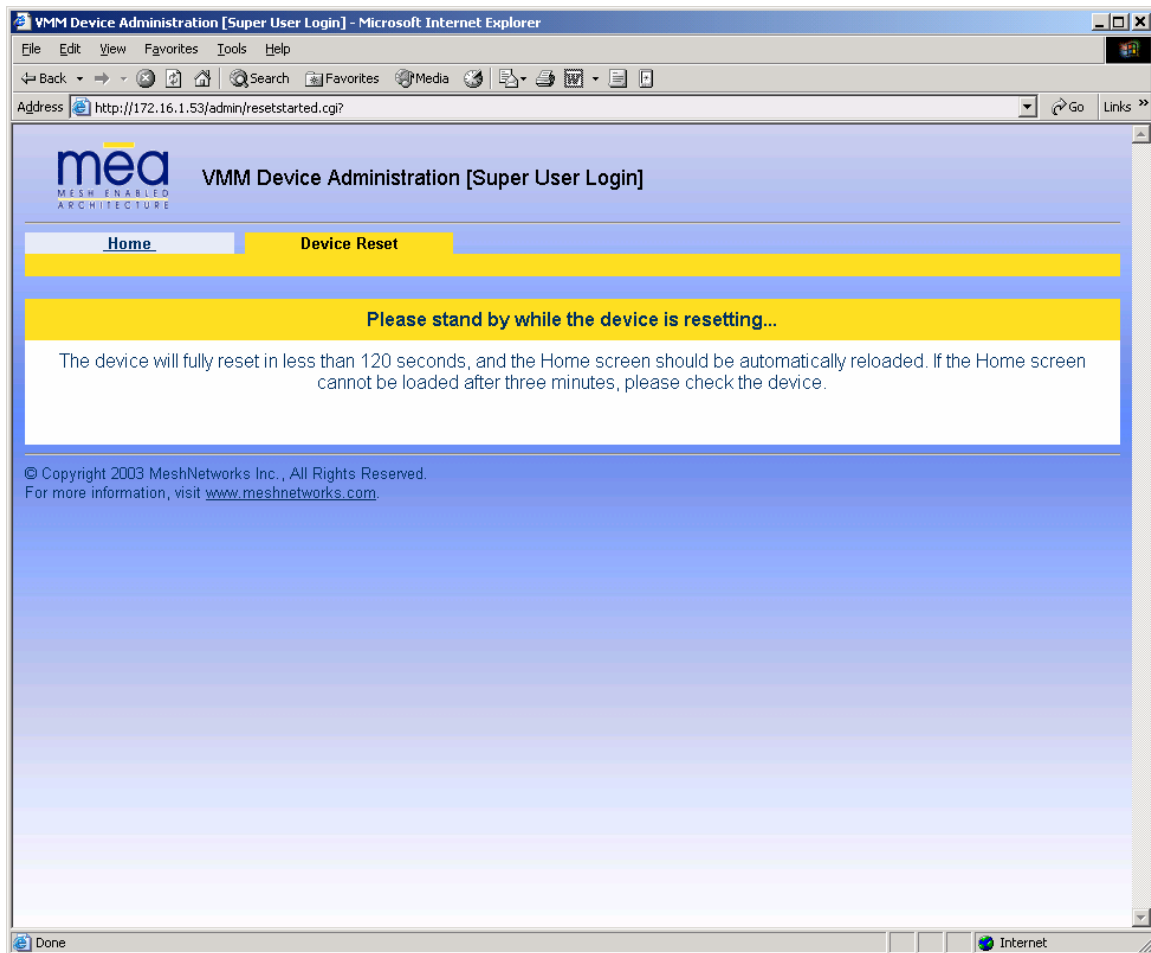 VMM Device Administration [Super User Login] - Microsoft Internet Explorer
File Edit View Favorites Tools Help
Back Search Favorites Media
Address http://172.16.1.53/admin/resetstarted.cgi? Go Links »
mea
MESH ENABLED
ARCHITECTURE
VMM Device Administration [Super User Login]
Home Device Reset
Please stand by while the device is resetting...
The device will fully reset in less than 120 seconds, and the Home screen should be automatically reloaded. If the Home screen
cannot be loaded after three minutes, please check the device.
© Copyright 2003 MeshNetworks Inc., All Rights Reserved.
For more information, visit www.meshnetworks.com.
Done Internet